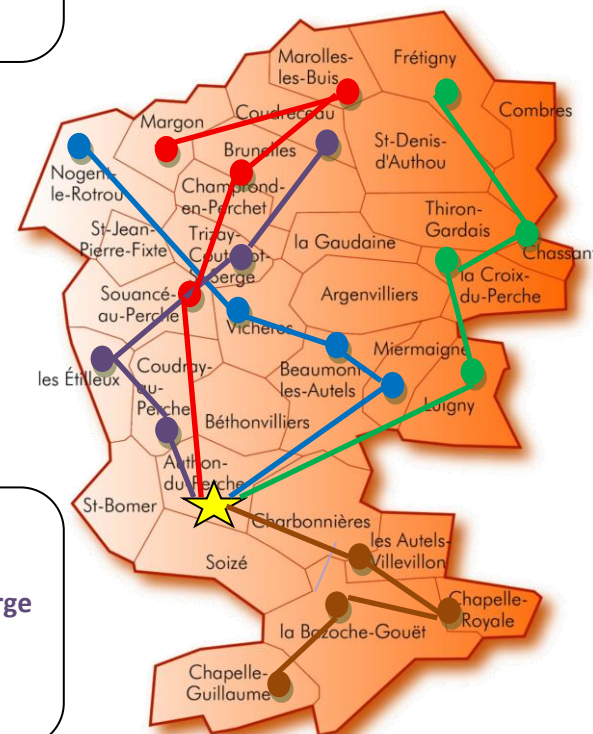 Marolles-
les-Buis
Frétigny
Combres
Coudreceau
Margon
St-Denis-
d'Authou
Brunelles
Nogent-
le-Rotrou
Champrond-
en-Perchet
Thiron-
Gardais
St-Jean-
Pierre-Fixte
Trizay-
Coutretot-
St-Serge
la Gaudaine
Chassant
la Croix-
du-Perche
Souancé-
au-Perche
Argenvilliers
Vichères
Miermaigne
les Étilleux
Coudray-
au-
Perche
Beaumont
les-Autels
Luigny
Béthonvilliers
Authon-
du-Perche
St-Bomer
Charbonnières
les Autels-
Villevillon
Soizé
rge
Chapelle-
Royale
la Bazoche-Gouët
Chapelle-
Guillaume